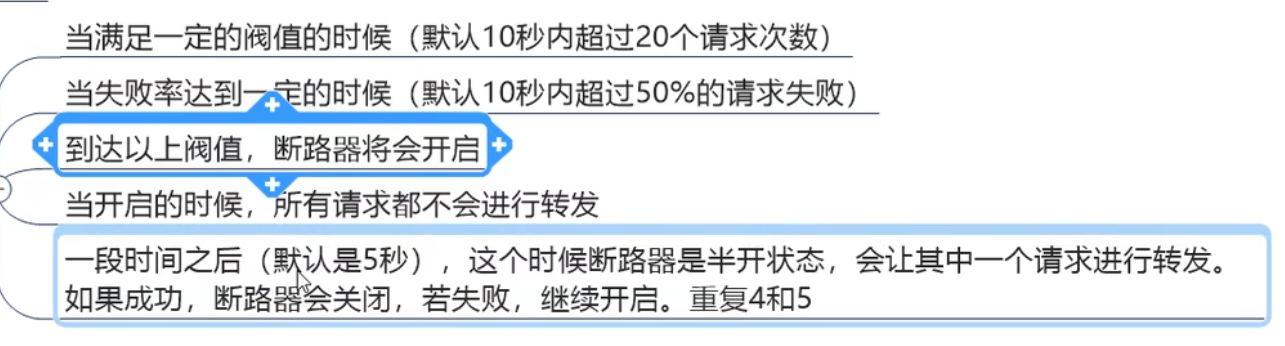 当满足一定的阀值的时候（默认10秒内超过20个请求次数）
当失败率达到一定的时候（默认10秒内超过50%的请求失败）
到达以上阀值，断路器将会开启
当开启的时候，所有请求都不会进行转发
一段时间之后（默认是5秒），这个时候断路器是半开状态，会让其中一个请求进行转发。
如果成功，断路器会关闭，若失败，继续开启。重复4和5